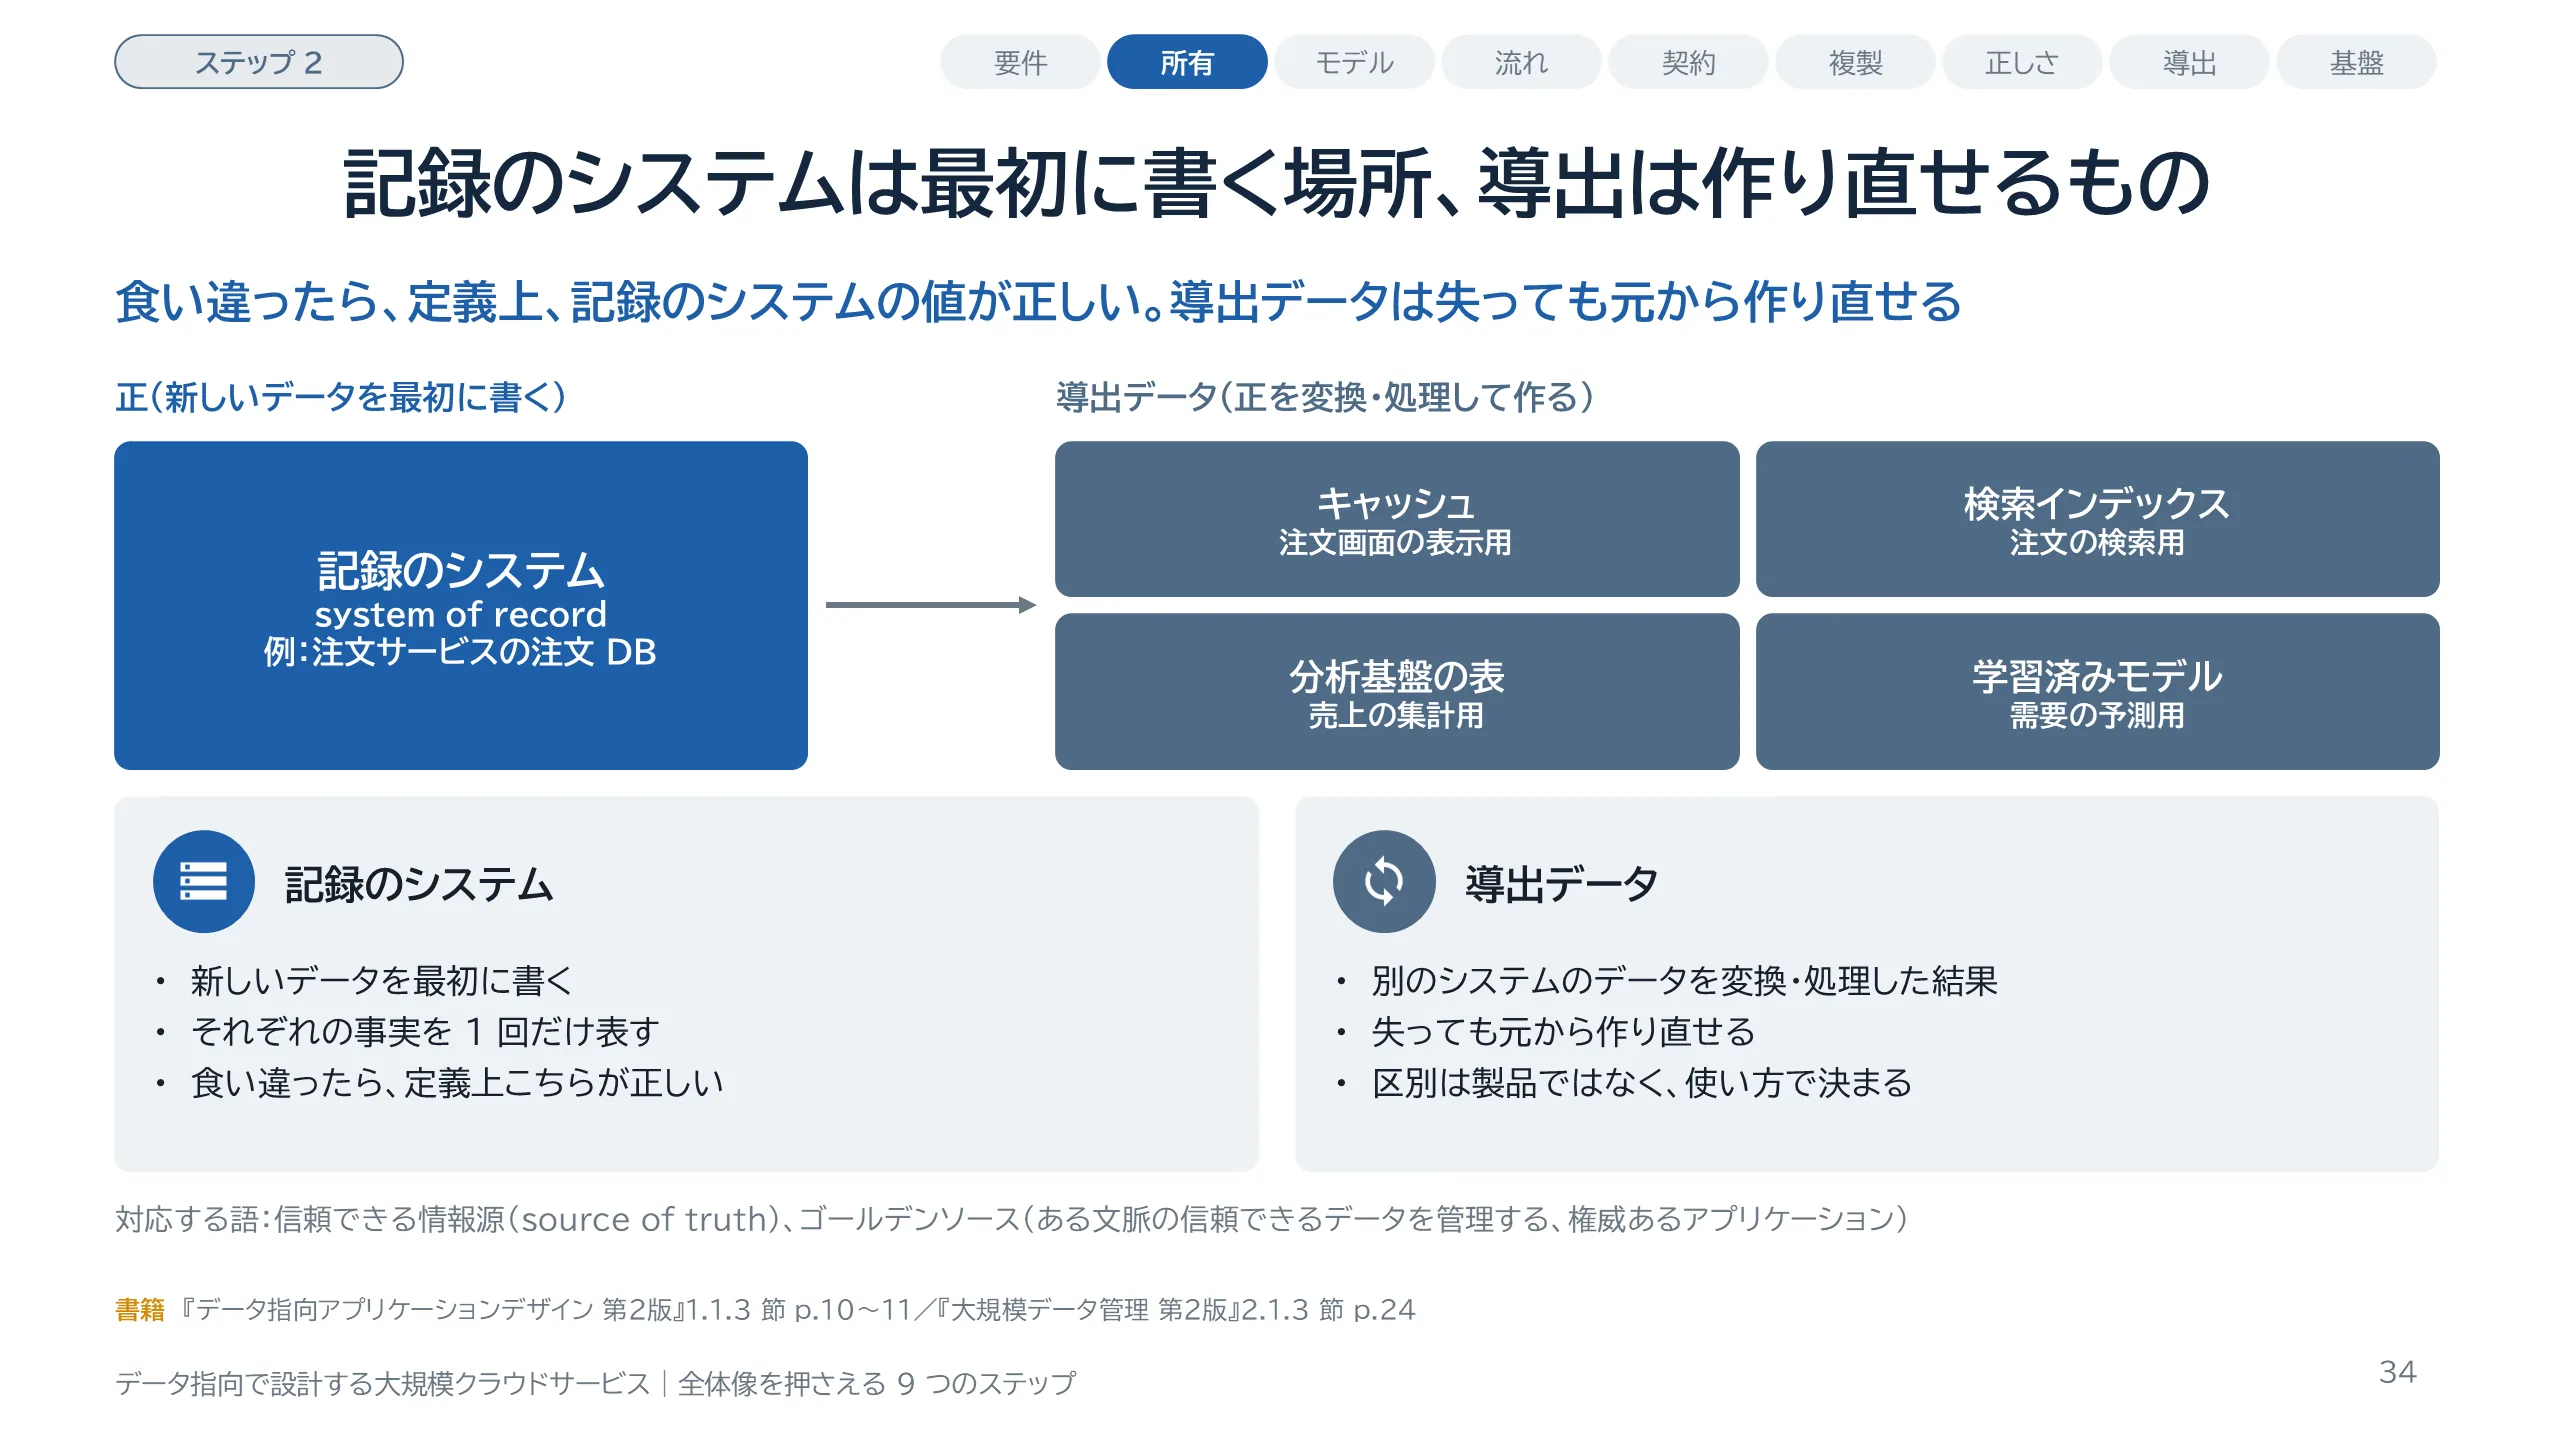 ステップ 2
要件
所有
モデル
流れ
契約
複製
正しさ
導出
基盤
記録のシステムは最初に書く場所、導出は作り直せるもの
食い違ったら、定義上、記録のシステムの値が正しい。導出データは失っても元から作り直せる
正（新しいデータを最初に書く）
記録のシステム
system of record
例：注文サービスの注文 DB
導出データ（正を変換・処理して作る）
キャッシュ
注文画面の表示用
検索インデックス
注文の検索用
分析基盤の表
売上の集計用
学習済みモデル
需要の予測用
記録のシステム
・ 新しいデータを最初に書く
・ それぞれの事実を 1 回だけ表す
・ 食い違ったら、定義上こちらが正しい
導出データ
・ 別のシステムのデータを変換・処理した結果
・ 失っても元から作り直せる
・ 区別は製品ではなく、使い方で決まる
対応する語：信頼できる情報源（source of truth）、ゴールデンソース（ある文脈の信頼できるデータを管理する、権威あるアプリケーション）
書籍 『データ指向アプリケーションデザイン 第2版』1.1.3 節 p.10～11／『大規模データ管理 第2版』2.1.3 節 p.24
データ指向で設計する大規模クラウドサービス｜全体像を押さえる 9 つのステップ
34